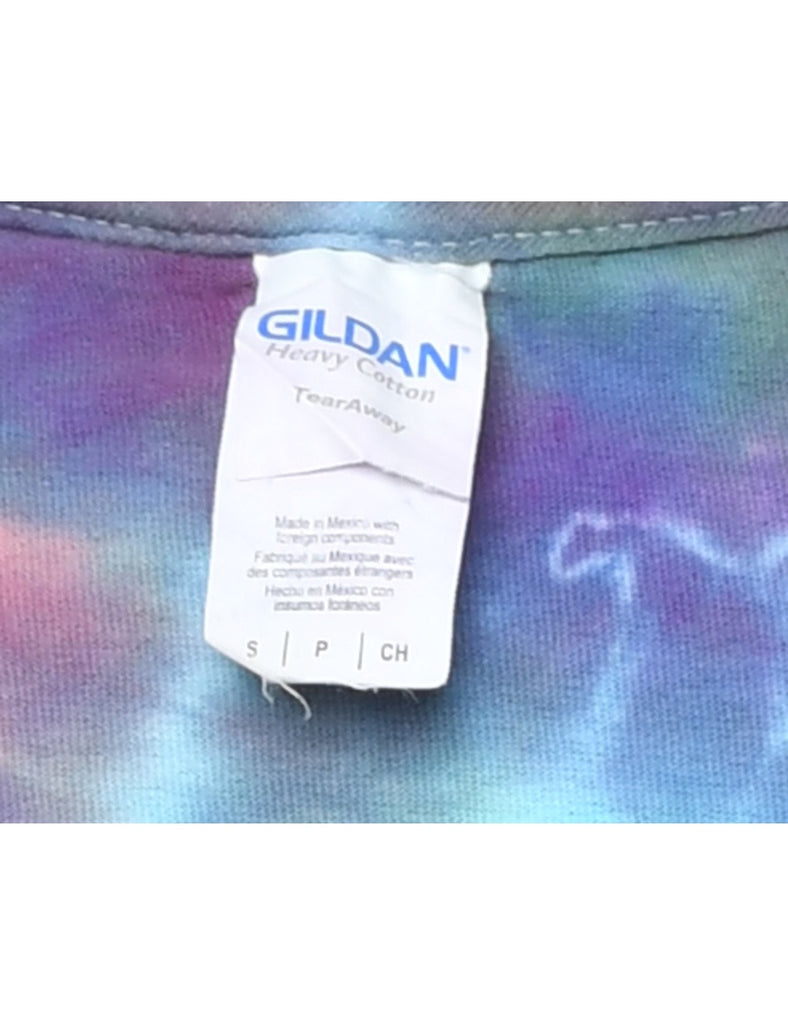 GILDAN®
Heavy Cotton
TearAway
Made in Mexico with
foreign components
Fabriqué au Mexique avec
des composantes étrangers
Hecho en México con
insumos foráneos
S | P | CH